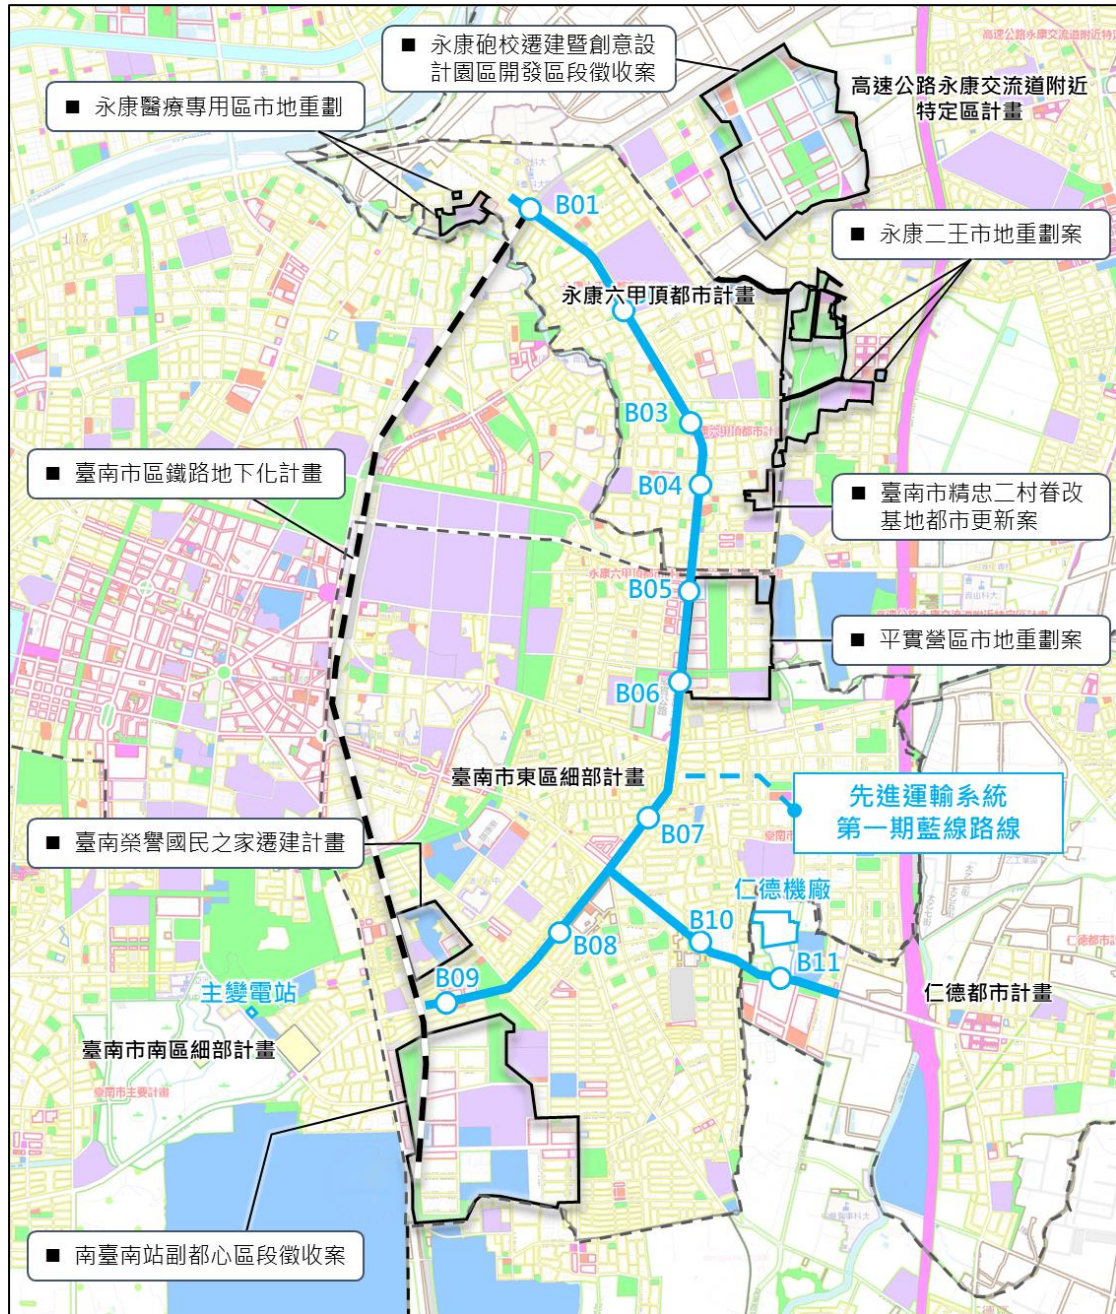 ■ 永康砲校遷建暨創意設
計園區開發區段徵收案
高速公路永康交流道附近
特定區計畫
■ 永康醫療專用區市地重劃
B01
■ 永康二王市地重劃案
永康六甲頂都市計畫
B03
■ 臺南市區鐵路地下化計畫
B04
■ 臺南市精忠二村眷改
基地都市更新案
B05
■ 平實營區市地重劃案
B06
臺南市東區細部計畫
先進運輸系統
第一期藍線路線
B07
■ 臺南榮譽國民之家遷建計畫
仁德機廠
B10
B08
B11
B09
仁德都市計畫
主變電站
臺南市南區細部計畫
臺南市主要計畫
■ 南臺南站副都心區段徵收案